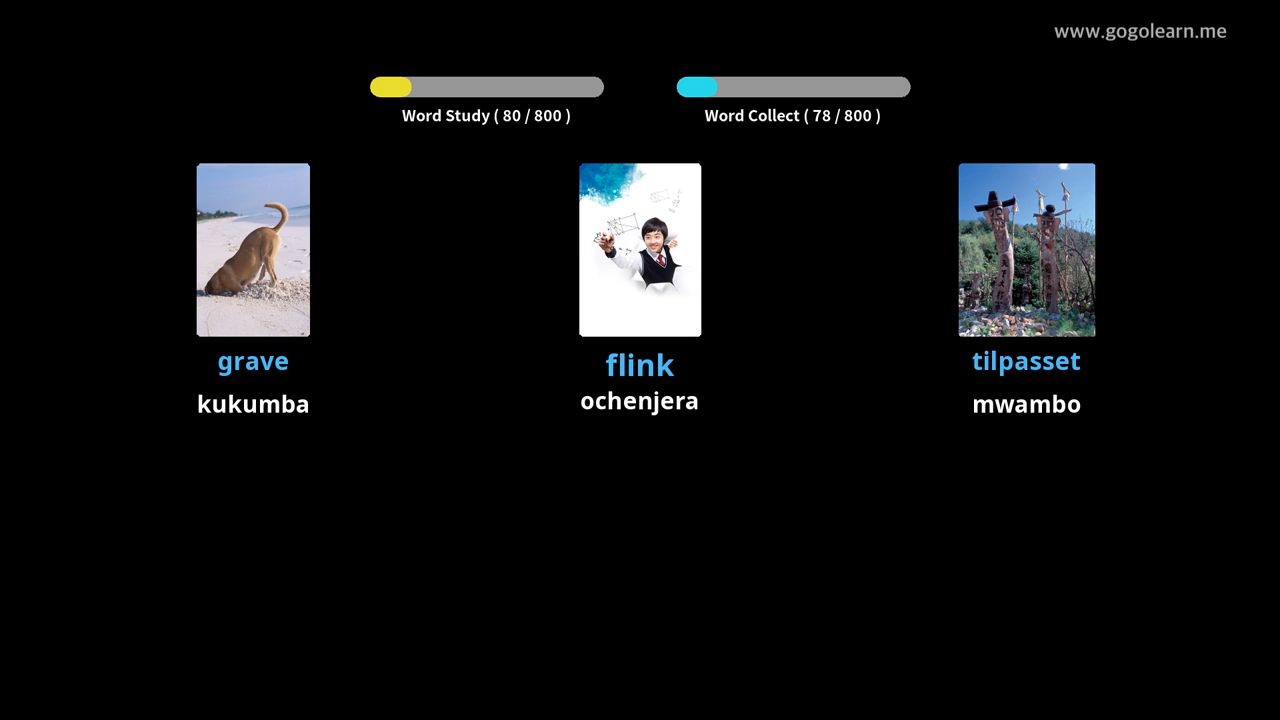 www.gogolearn.me
Word Study ( 80 / 800 )
Word Collect ( 78 / 800 )
grave
flink
tilpasset
kukumba
ochenjera
mwambo